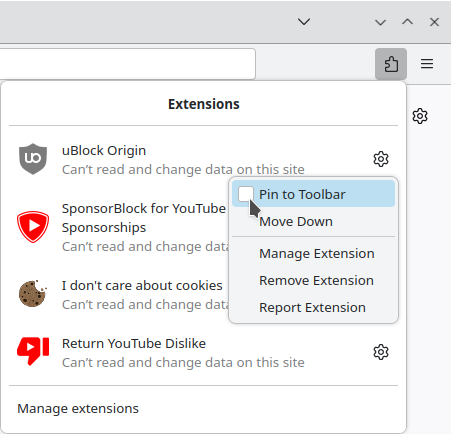 Extensions
uBlock Origin
Can't read and change data on this site
Pin to Toolbar
Move Down
Manage Extension
Remove Extension
Report Extension
SponsorBlock for YouTube
Sponsorships
Can't read and change data
I don't care about cookies
Can't read and change data
Return YouTube Dislike
Can't read and change data on this site
Manage extensions